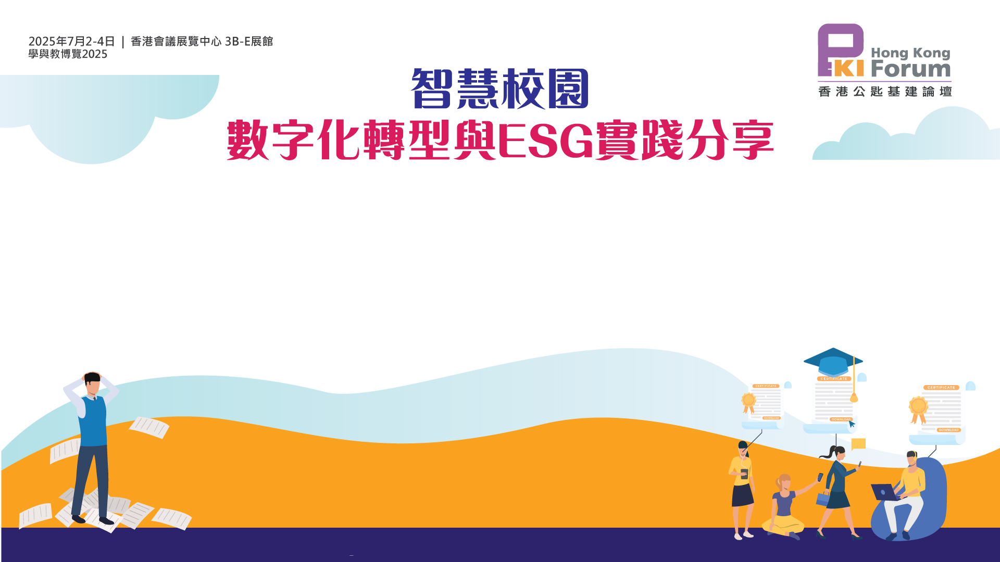 2025年7月2-4日 | 香港會議展覽中心 3B-E展館
學與教博覽2025
Hong Kong
PKI Forum
香港公匙基建論壇
智慧校園
數字化轉型與ESG實踐分享
CERTIFICATE
DOWNLOAD
CERTIFICATE
DOWNLOAD
CERTIFICATE
DOWNLOAD